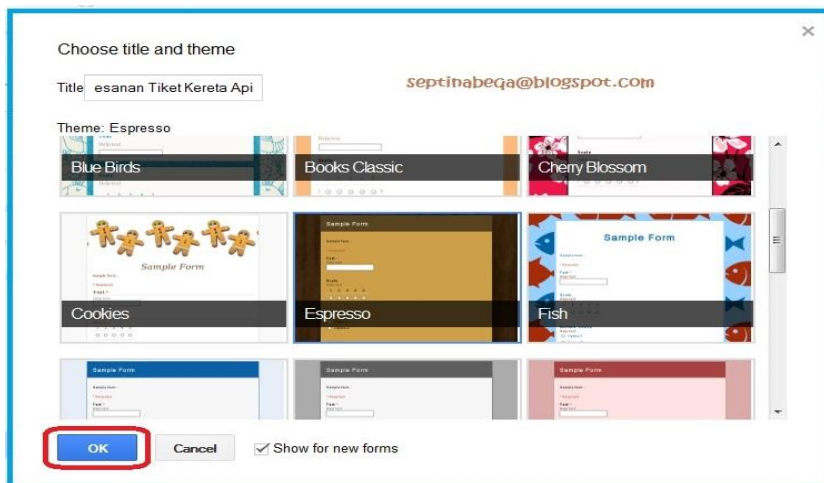 Choose title and theme
septinabega@blogspot.com
Title esanan Tiket Kereta Api
Theme: Espresso
Blue Birds Books Classic Cherry Blossom
Sample Form Sample Form Sample Form
Cookies Espresso Fish
Sample Form Sample Form Sample Form
OK Cancel Show for new forms